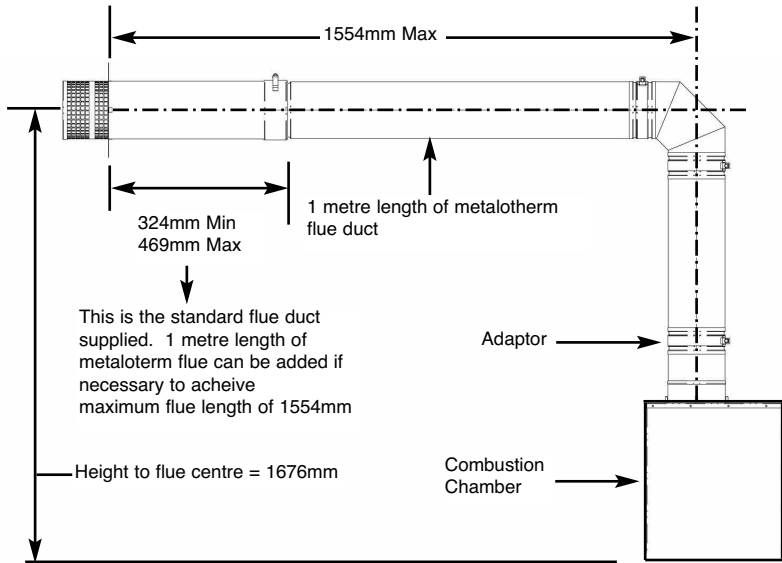 1554mm Max
324mm Min
469mm Max
1 metre length of metalotherm
flue duct
This is the standard flue duct
supplied. 1 metre length of
metaloterm flue can be added if
necessary to acheive
maximum flue length of 1554mm
Adaptor
Height to flue centre = 1676mm
Combustion
Chamber